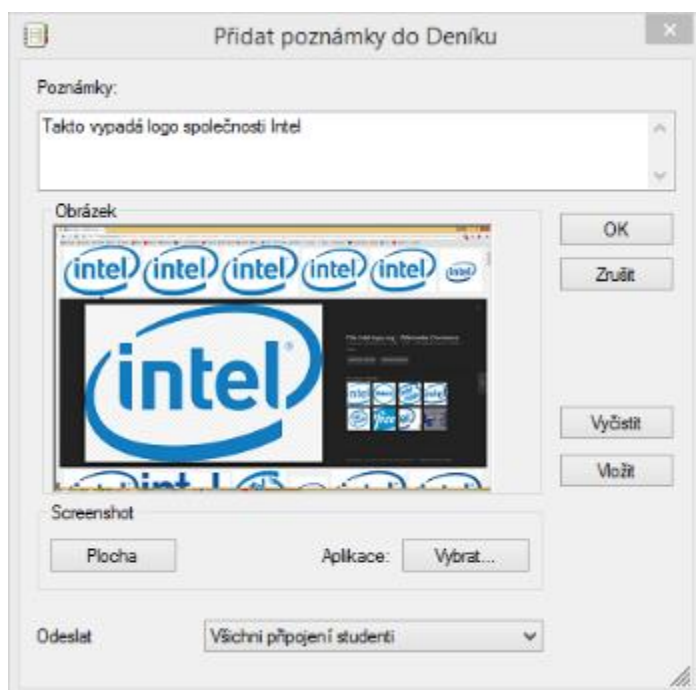 Přidat poznámky do Deníku
Poznámky:
Takto vypadá logo společnosti Intel
Obrázek
intel intel intel intel intel intel
intel
OK
Zrušit
Vyčistit
Vložit
Screenshot
Plocha
Aplikace:
Vybrat...
Odeslat
Všichni připojení studenti